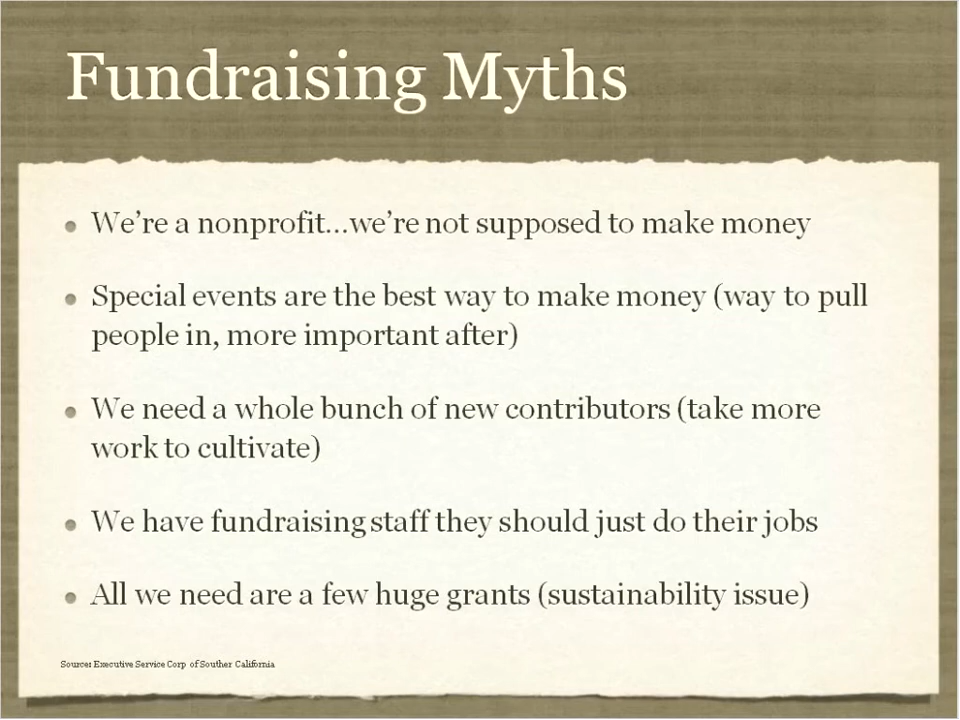 Fundraising Myths
We're a nonprofit...we're not supposed to make money
Special events are the best way to make money (way to pull
people in, more important after)
We need a whole bunch of new contributors (take more
work to cultivate)
We have fundraising staff they should just do their jobs
All we need are a few huge grants (sustainability issue)
Source: Executive Service Corp of Souther California